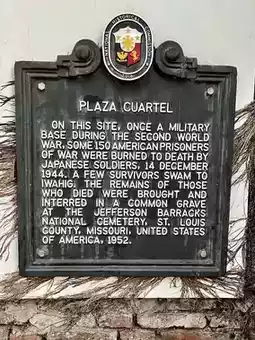 PLAZA CUARTEL
ON THIS SITE, ONCE A MILITARY
BASE DURING THE SECOND WORLD
WAR, SOME 150 AMERICAN PRISONERS
OF WAR WERE BURNED TO DEATH BY
JAPANESE SOLDIERS, 14 DECEMBER
1944. A FEW SURVIVORS SWAM TO
IWAHIG. THE REMAINS OF THOSE
WHO DIED WERE BROUGHT AND
INTERRED IN A COMMON GRAVE
AT THE JEFFERSON BARRACKS
NATIONAL CEMETERY, ST. LOUIS
COUNTY, MISSOURI, UNITED STATES
OF AMERICA, 1952.